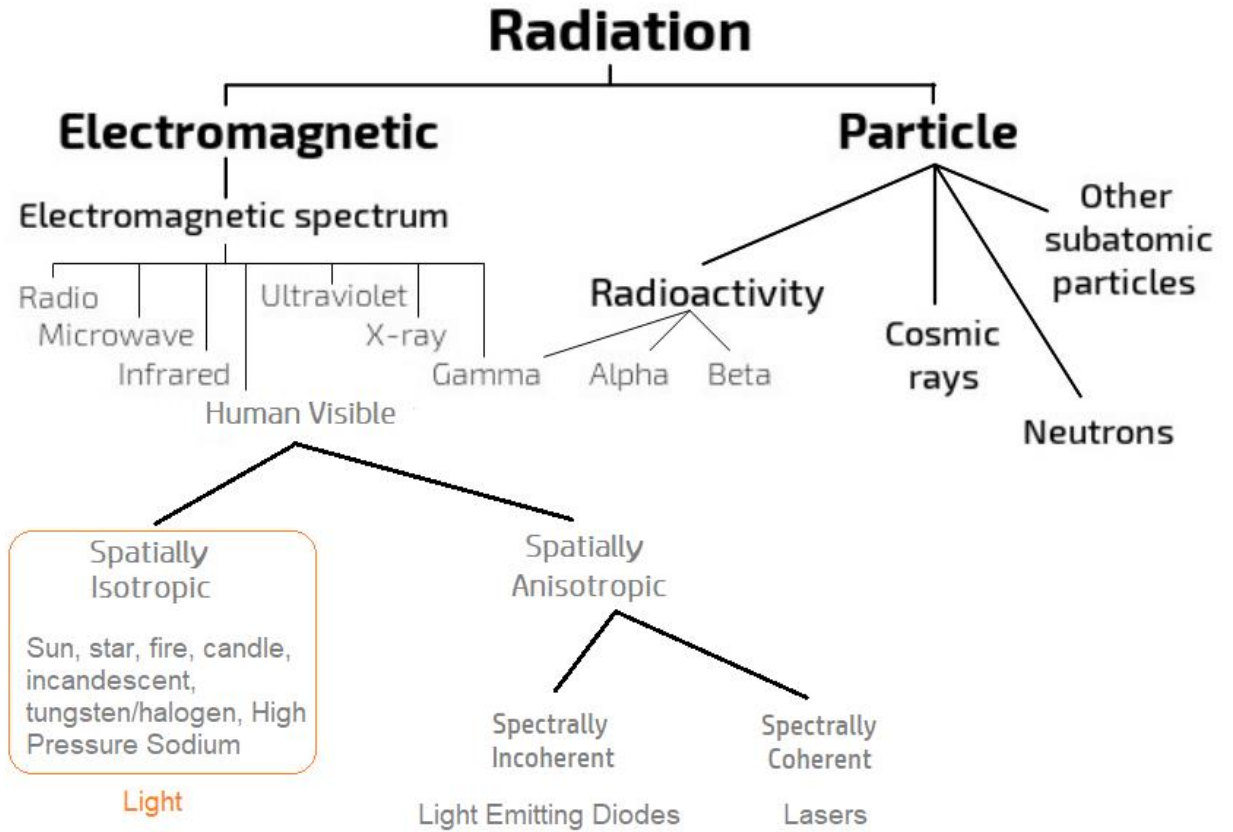 Radiation
Electromagnetic
Particle
Electromagnetic spectrum
Other
subatomic
particles
Radio
Ultraviolet
Radioactivity
Microwave
X-ray
Cosmic
rays
Infrared
Gamma
Alpha
Beta
Human Visible
Neutrons
Spatially
Isotropic
Sun, star, fire, candle,
incandescent,
tungsten/halogen, High
Pressure Sodium
Light
Spatially
Anisotropic
Spectrally
Incoherent
Light Emitting Diodes
Spectrally
Coherent
Lasers